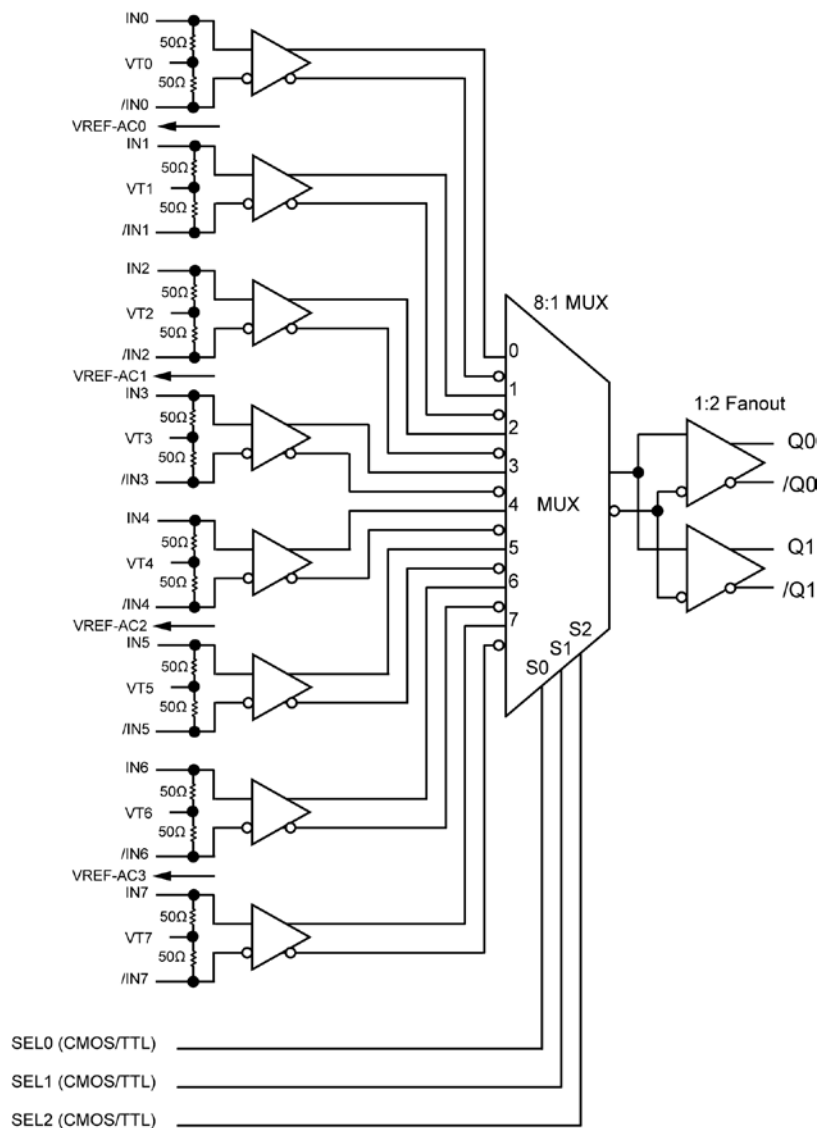 IN0
50Ω
VT0
50Ω
/IN0
VREF-AC0
IN1
50Ω
VT1
50Ω
/IN1
IN2
50Ω
VT2
50Ω
/IN2
VREF-AC1
IN3
50Ω
VT3
50Ω
/IN3
IN4
50Ω
VT4
50Ω
/IN4
VREF-AC2
IN5
50Ω
VT5
50Ω
/IN5
IN6
50Ω
VT6
50Ω
/IN6
VREF-AC3
IN7
50Ω
VT7
50Ω
/IN7
8:1 MUX
0
1
2
3
4
5
6
7
MUX
S0
S1
S2
1:2 Fanout
Q0
/Q0
Q1
/Q1
SEL0 (CMOS/TTL)
SEL1 (CMOS/TTL)
SEL2 (CMOS/TTL)